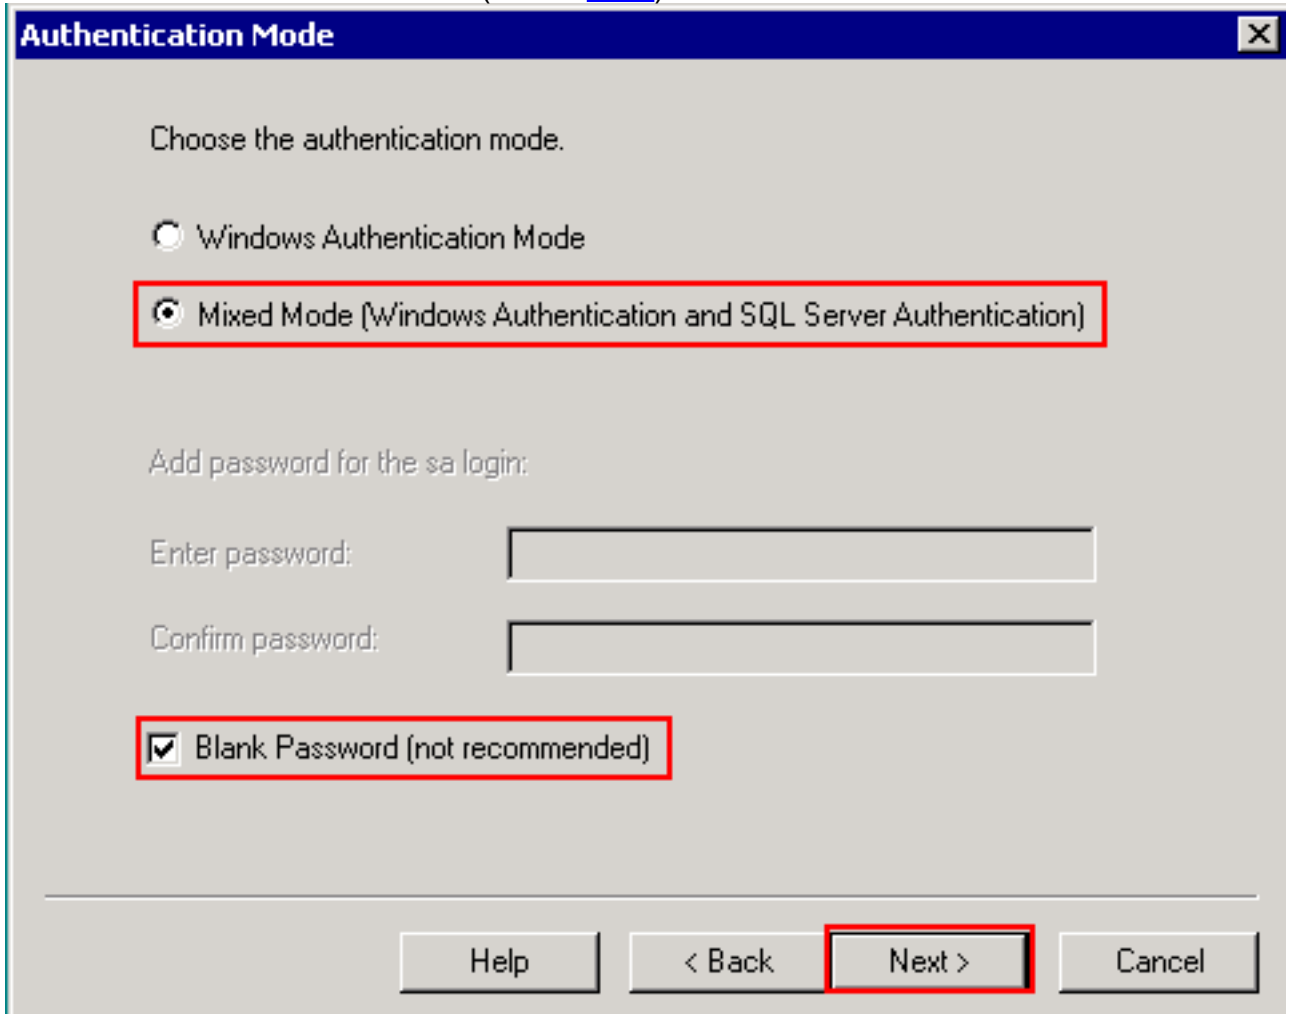 Authentication Mode
Choose the authentication mode.
Windows Authentication Mode
Mixed Mode (Windows Authentication and SQL Server Authentication)
Add password for the sa login:
Enter password:
Confirm password:
Blank Password (not recommended)
Help
< Back
Next >
Cancel